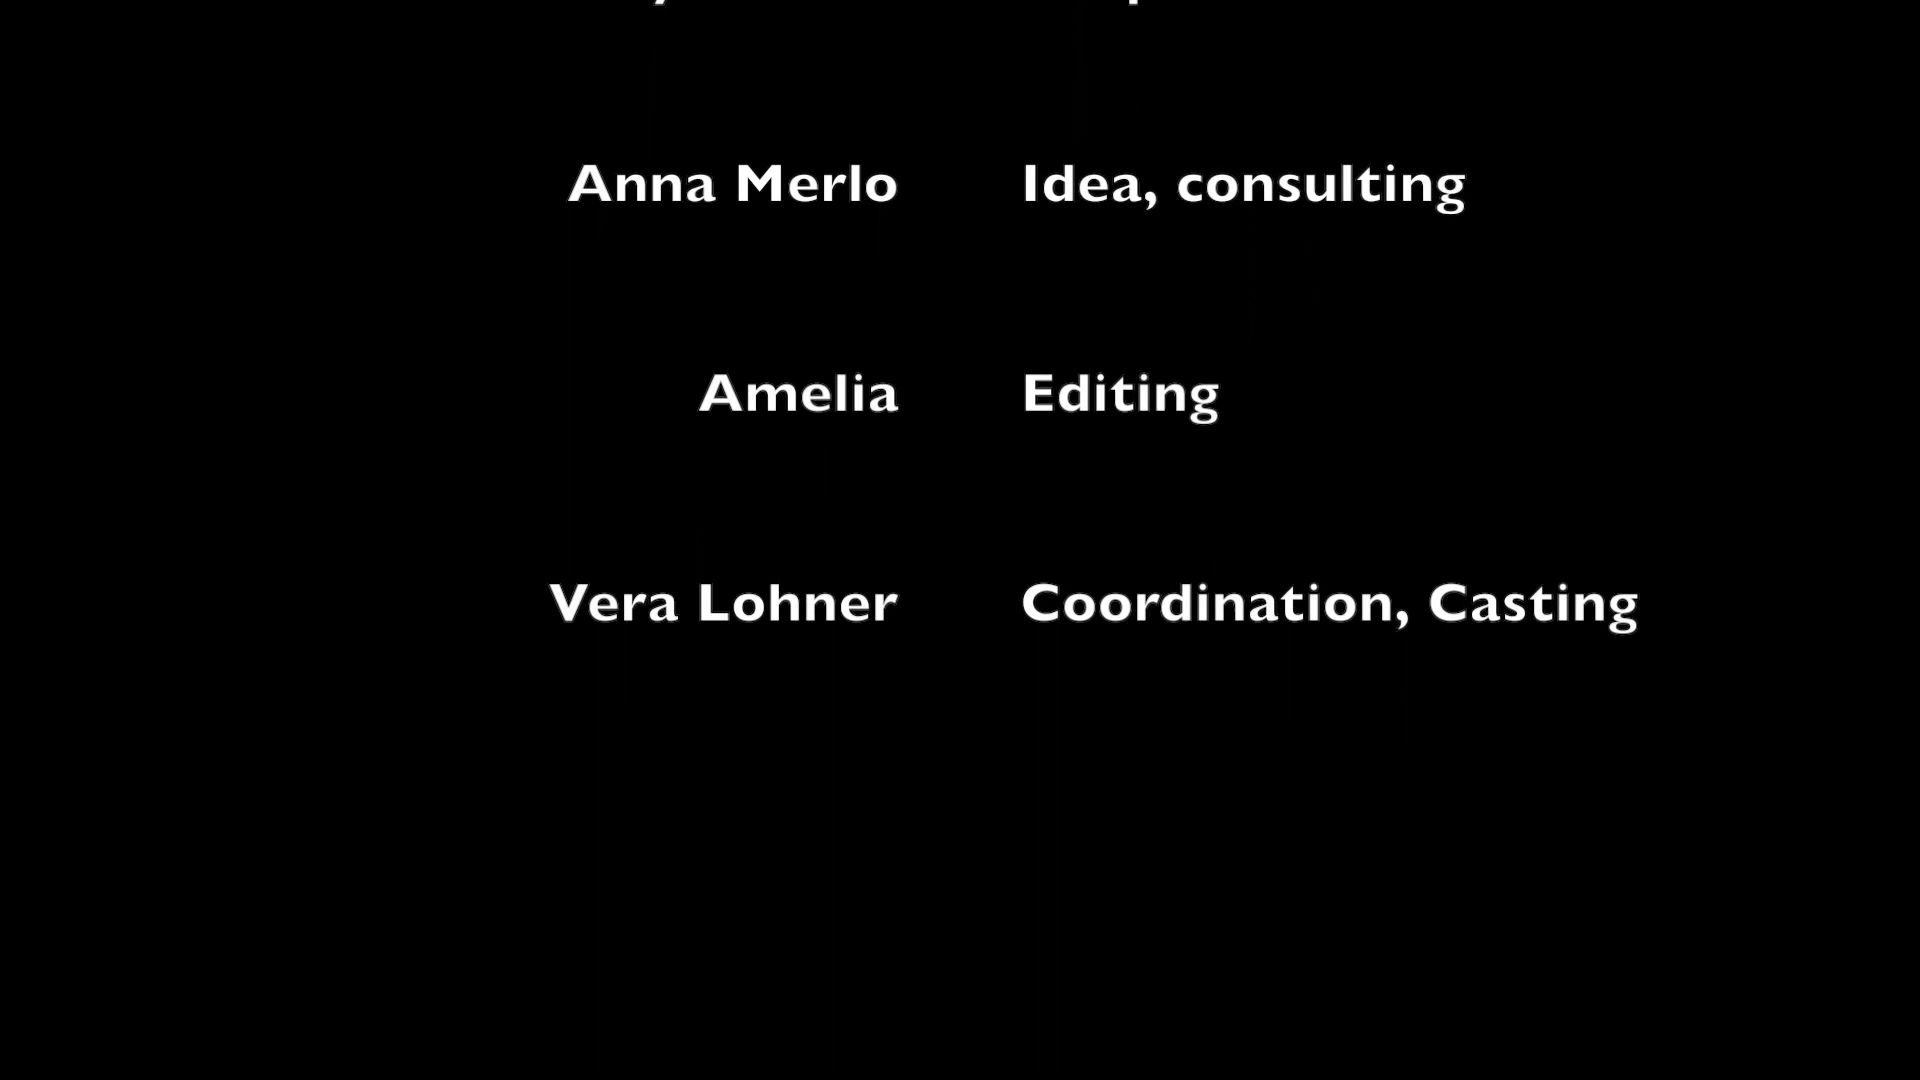 Anna Merlo Idea, consulting
Amelia Editing
Vera Lohner Coordination, Casting